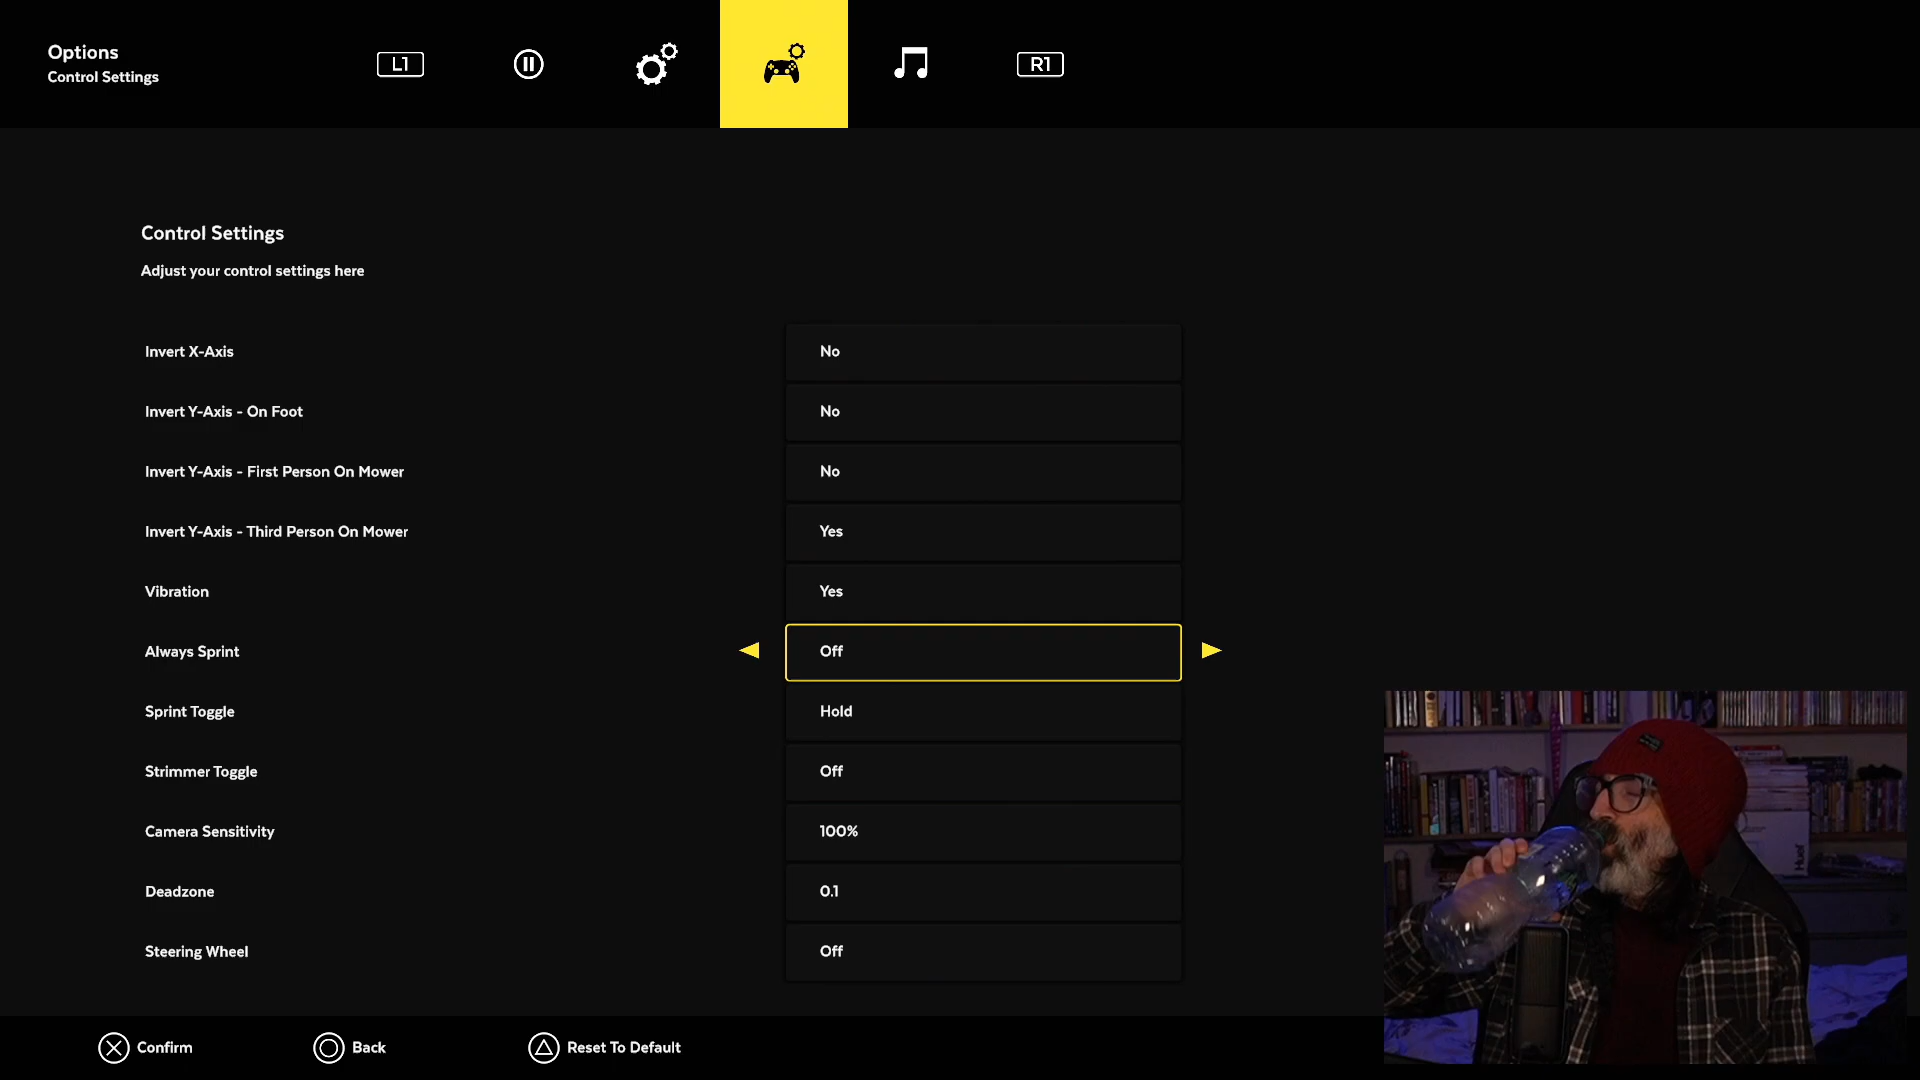 Options
Control Settings
L1
R1
Control Settings
Adjust your control settings here
Invert X-Axis No
Invert Y-Axis - On Foot No
Invert Y-Axis - First Person On Mower No
Invert Y-Axis - Third Person On Mower Yes
Vibration Yes
Always Sprint Off
Sprint Toggle Hold
Strimmer Toggle Off
Camera Sensitivity 100%
Deadzone 0.1
Steering Wheel Off
Confirm
Back
Reset To Default